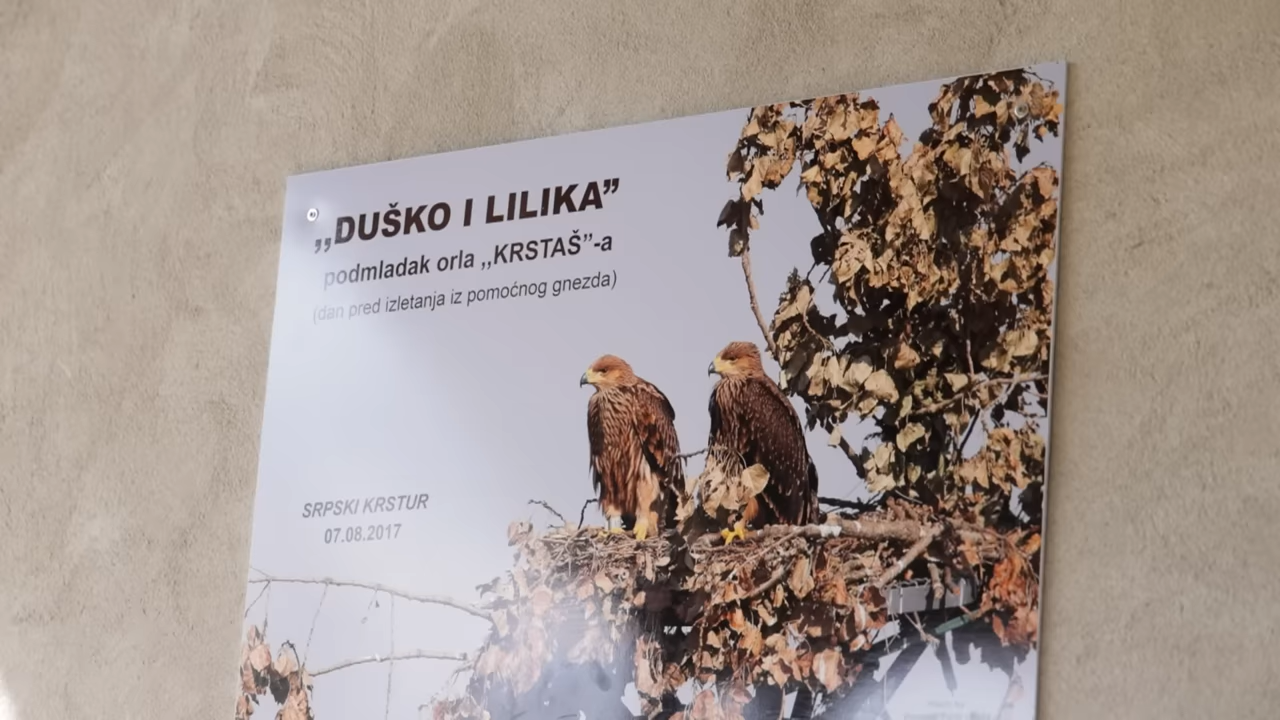 ,,DUŠKO I LILIKA”
podmladak orla ,,KRSTAŠ”-a
(dan pred izletanja iz pomoćnog gnezda)
SRPSKI KRSTUR
07.08.2017